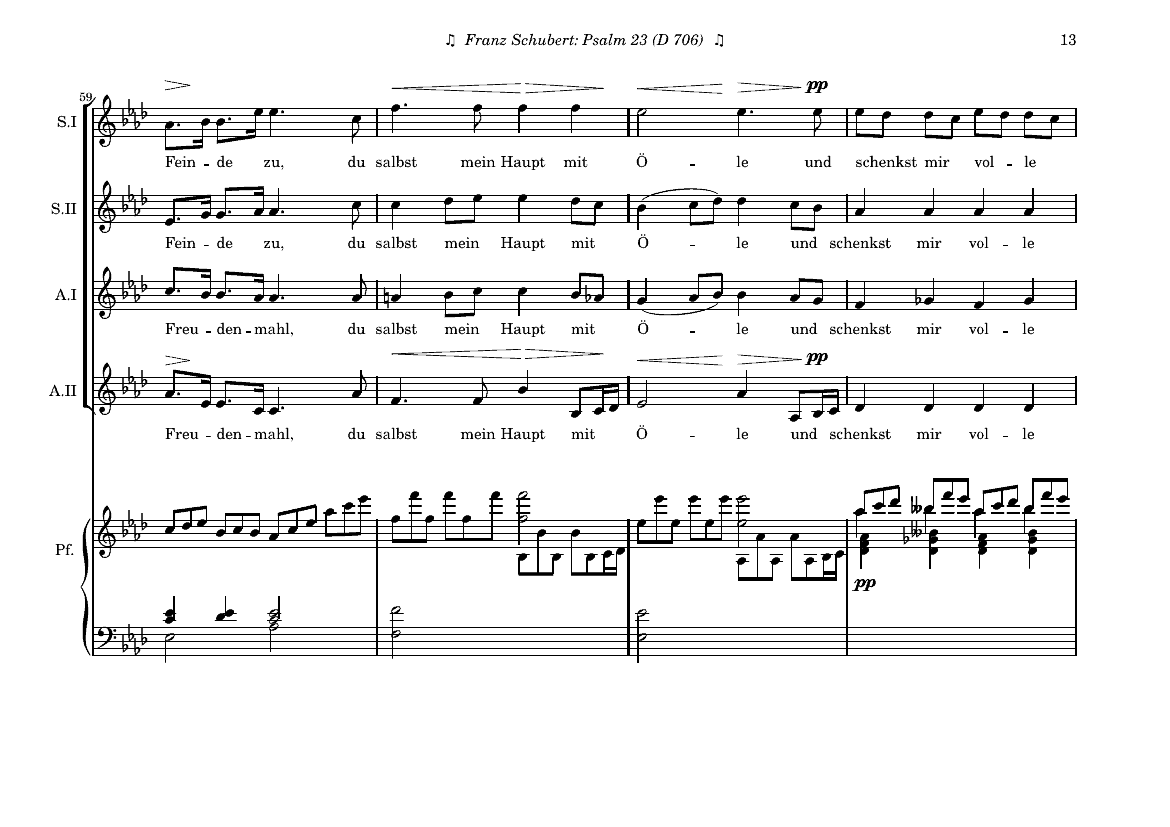 ♫ Franz Schubert: Psalm 23 (D 706) ♫ 13
59
S.I
Fein – de zu, du salbst mein Haupt mit Ö – le und schenkst mir vol – le
S.II
Fein – de zu, du salbst mein Haupt mit Ö – le und schenkst mir vol – le
A.I
Freu – den – mahl, du salbst mein Haupt mit Ö – le und schenkst mir vol – le
pp
A.II
Freu – den – mahl, du salbst mein Haupt mit Ö – le und schenkst mir vol – le
Pf.
pp